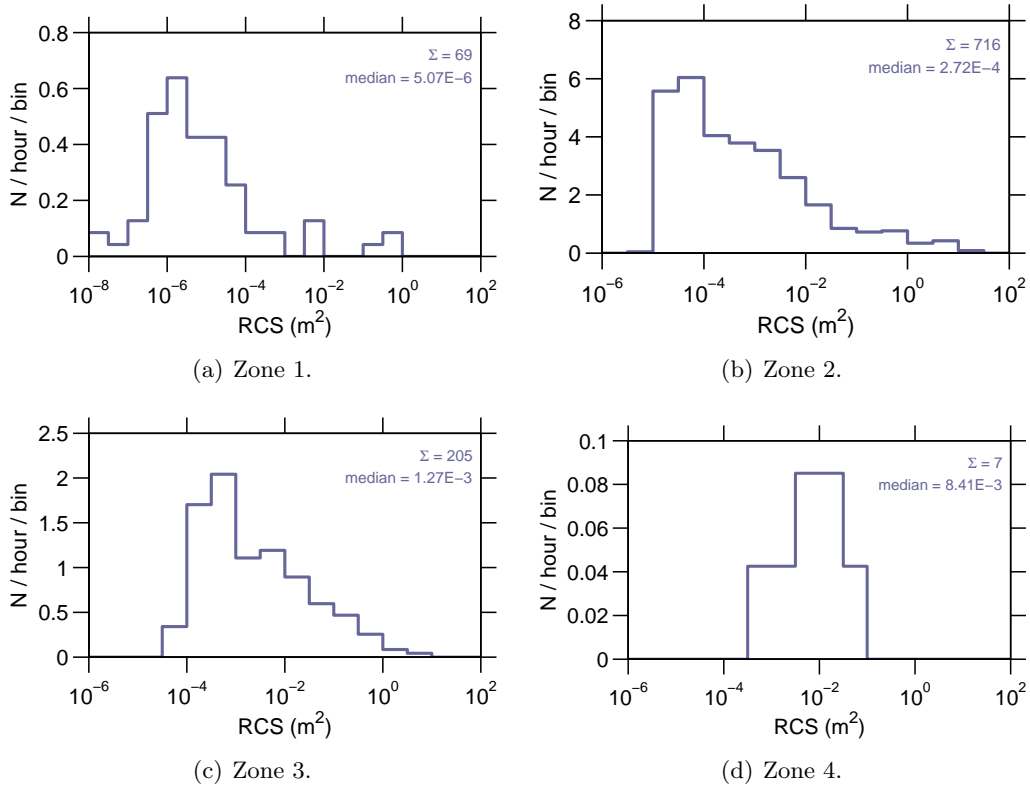 0.8
0.6
0.4
0.2
0
N / hour / bin
Σ = 69
median = 5.07E−6
10^−8 10^−6 10^−4 10^−2 10^0 10^2
RCS (m^2)
(a) Zone 1.
8
6
4
2
0
N / hour / bin
Σ = 716
median = 2.72E−4
10^−6 10^−4 10^−2 10^0 10^2
RCS (m^2)
(b) Zone 2.
2.5
2
1.5
1
0.5
0
N / hour / bin
Σ = 205
median = 1.27E−3
10^−6 10^−4 10^−2 10^0 10^2
RCS (m^2)
(c) Zone 3.
0.1
0.08
0.06
0.04
0.02
0
N / hour / bin
Σ = 7
median = 8.41E−3
10^−6 10^−4 10^−2 10^0 10^2
RCS (m^2)
(d) Zone 4.